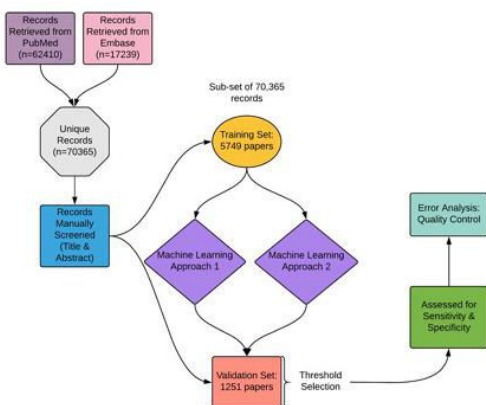 Records
Retrieved from
PubMed
(n=62410)
Records
Retrieved from
Embase
(n=17239)
Unique
Records
(n=70365)
Records
Manually
Screened
(Title &
Abstract)
Sub-set of 70,365
records
Training Set:
5749 papers
Machine Learning
Approach 1
Machine Learning
Approach 2
Validation Set:
1251 papers
Threshold
Selection
Assessed for
Sensitivity &
Specificity
Error Analysis:
Quality Control